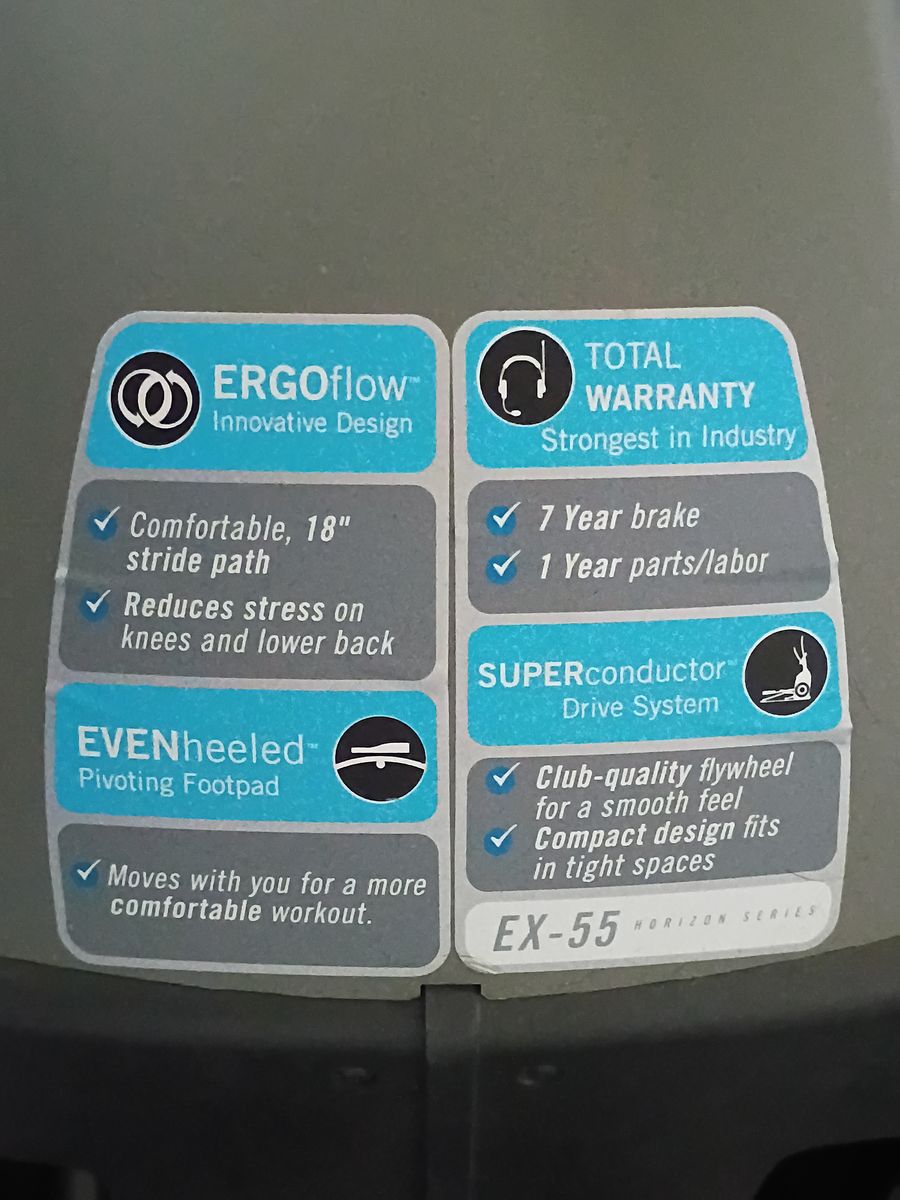 ERGOflow™
Innovative Design
Comfortable, 18"
stride path
Reduces stress on
knees and lower back
EVENheeled™
Pivoting Footpad
Moves with you for a more
comfortable workout.
TOTAL
WARRANTY
Strongest in Industry
7 Year brake
1 Year parts/labor
SUPERconductor™
Drive System
Club-quality flywheel
for a smooth feel
Compact design fits
in tight spaces
EX-55 HORIZON SERIES